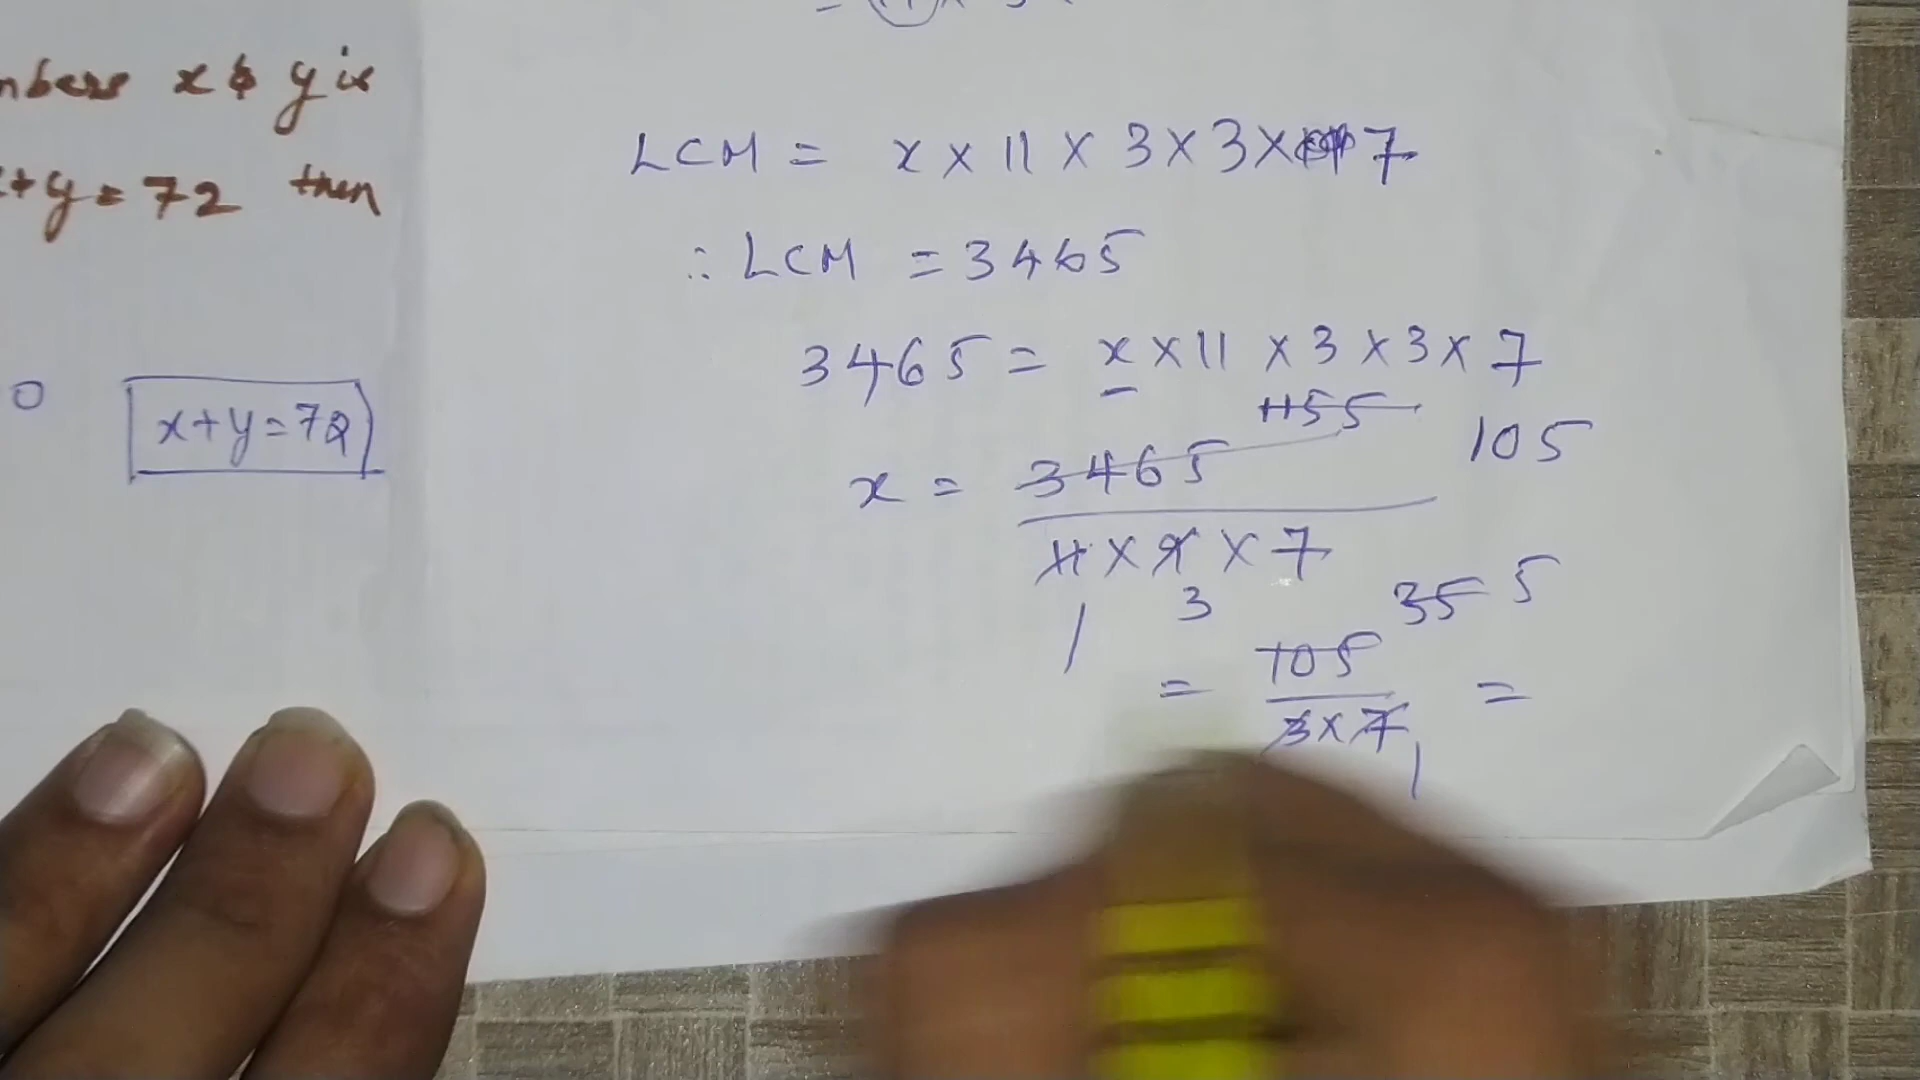 x & y is
+y=72 then
0
x+y=72
LCM = x × 11 × 3 × 3 × 7
∴ LCM = 3465
3465 = x × 11 × 3 × 3 × 7
1155
105
x = 3465
11 × 9 × 7
1 3
35 5
= 105 =
3 × 7
1